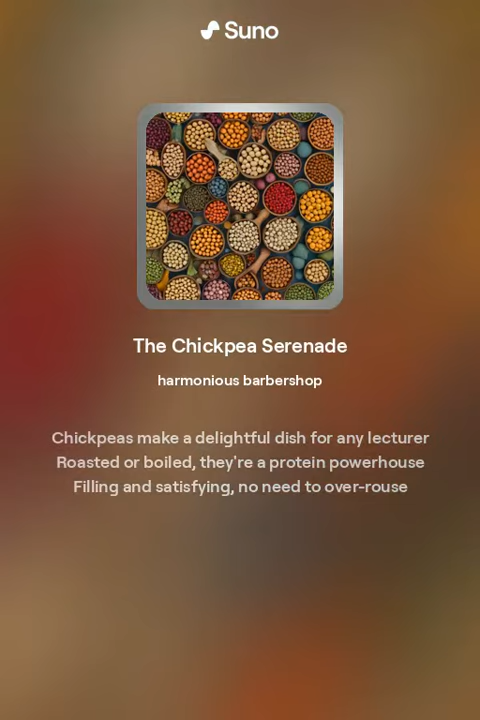 Suno
The Chickpea Serenade
harmonious barbershop
Chickpeas make a delightful dish for any lecturer
Roasted or boiled, they're a protein powerhouse
Filling and satisfying, no need to over-rouse